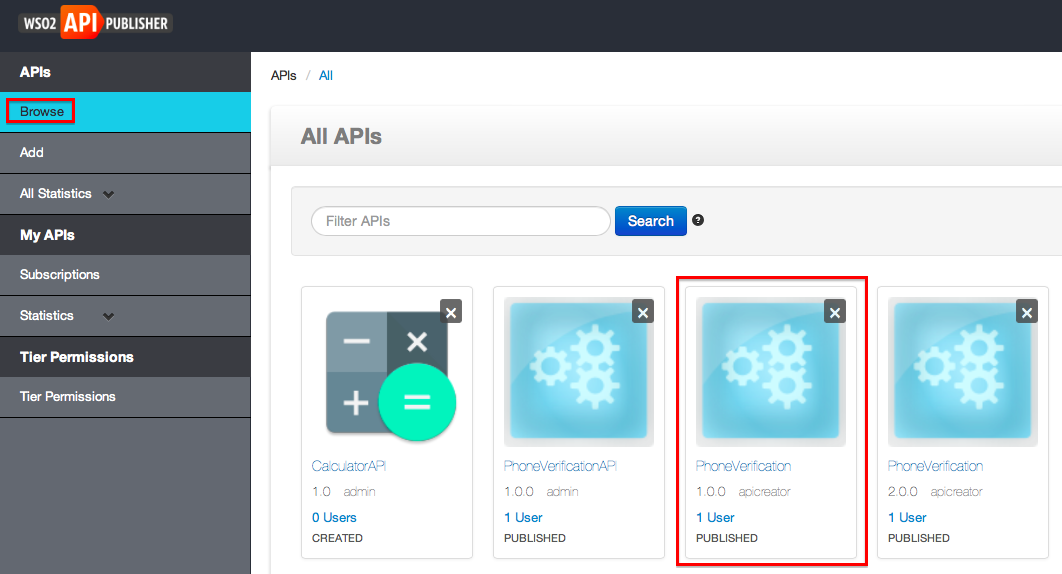 WSO2 API PUBLISHER
APIs
Browse
Add
All Statistics
My APIs
Subscriptions
Statistics
Tier Permissions
Tier Permissions
APIs / All
All APIs
Filter APIs
Search ?
CalculatorAPI
1.0 admin
0 Users
CREATED
PhoneVerificationAPI
1.0.0 admin
1 User
PUBLISHED
PhoneVerification
1.0.0 apicreator
1 User
PUBLISHED
PhoneVerification
2.0.0 apicreator
1 User
PUBLISHED